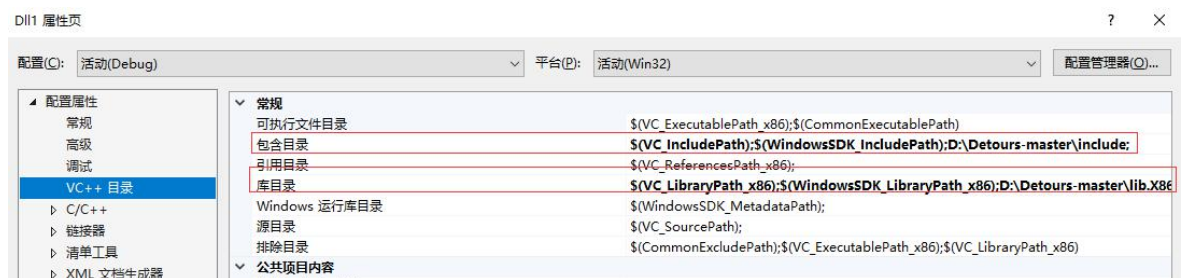 Dll1 属性页 ? ×
配置(C): 活动(Debug) 平台(P): 活动(Win32) 配置管理器(O)...
配置属性
常规
高级
调试
VC++ 目录
C/C++
链接器
清单工具
XML 文档生成器
常规
可执行文件目录 $(VC_ExecutablePath_x86);$(CommonExecutablePath)
包含目录 $(VC_IncludePath);$(WindowsSDK_IncludePath);D:\Detours-master\include;
引用目录 $(VC_ReferencesPath_x86);
库目录 $(VC_LibraryPath_x86);$(WindowsSDK_LibraryPath_x86);D:\Detours-master\lib.X86
Windows 运行库目录 $(WindowsSDK_MetadataPath);
源目录 $(VC_SourcePath);
排除目录 $(CommonExcludePath);$(VC_ExecutablePath_x86);$(VC_LibraryPath_x86)
公共项目内容